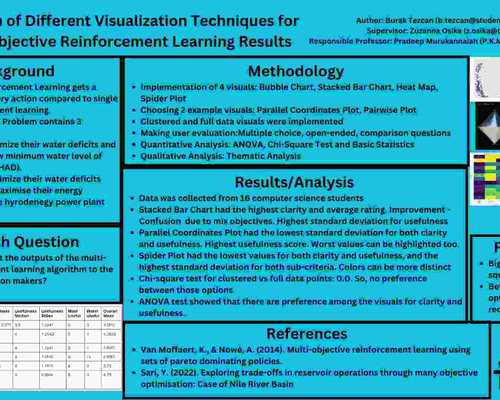 n of Different Visualization Techniques for
bjective Reinforcement Learning Results
Author: Burak Tezcan (b.tezcan@studen
Supervisor: Zuzanna Osika (z.osika@
Responsible Professor: Pradeep Murukannaiah (P.K.M
kground
rcement Learning gets a
ery action compared to single
ent learning.
Problem contains 3
mize their water deficits and
w minimum water level of
HAD).
imize their water deficits
aximise their energy
e hyrodenegy power plant
ch Question
t the outputs of the multi-
ent learning algorithm to the
on makers?
Methodology
• Implementation of 4 visuals: Bubble Chart, Stacked Bar Chart, Heat Map,
Spider Plot
• Choosing 2 example visuals: Parallel Coordinates Plot, Pairwise Plot
• Clustered and full data visuals were implemented
• Making user evaluation:Multiple choice, open-ended, comparison questions
• Quantitative Analysis: ANOVA, Chi-Square Test and Basic Statistics
• Qualitative Analysis: Thematic Analysis
Results/Analysis
• Data was collected from 16 computer science students
• Stacked Bar Chart had the highest clarity and average rating. Improvement -
Confusion due to mix objectives. Highest standard deviation for usefulness
• Parallel Coordinates Plot had the lowest standard deviation for both clarity
and usefulness. Highest usefulness score. Worst values can be highlighted too.
• Spider Plot had the lowest values for both clarity and usefulness, and the
highest standard deviation for both sub-criteria. Colors can be more distinct
• Chi-square test for clustered vs full data points: 0.0. So, no preference
between those options
• ANOVA test showed that there are preference among the visuals for clarity and
usefulness..
References
• Van Moffaert, K., & Nowé, A. (2014). Multi-objective reinforcement learning using
sets of pareto dominating policies.
• Sari, Y. (2022). Exploring trade-offs in reservoir operations through many objective
optimisation: Case of Nile River Basin
F
• Big
squ
• Be
opt
rec